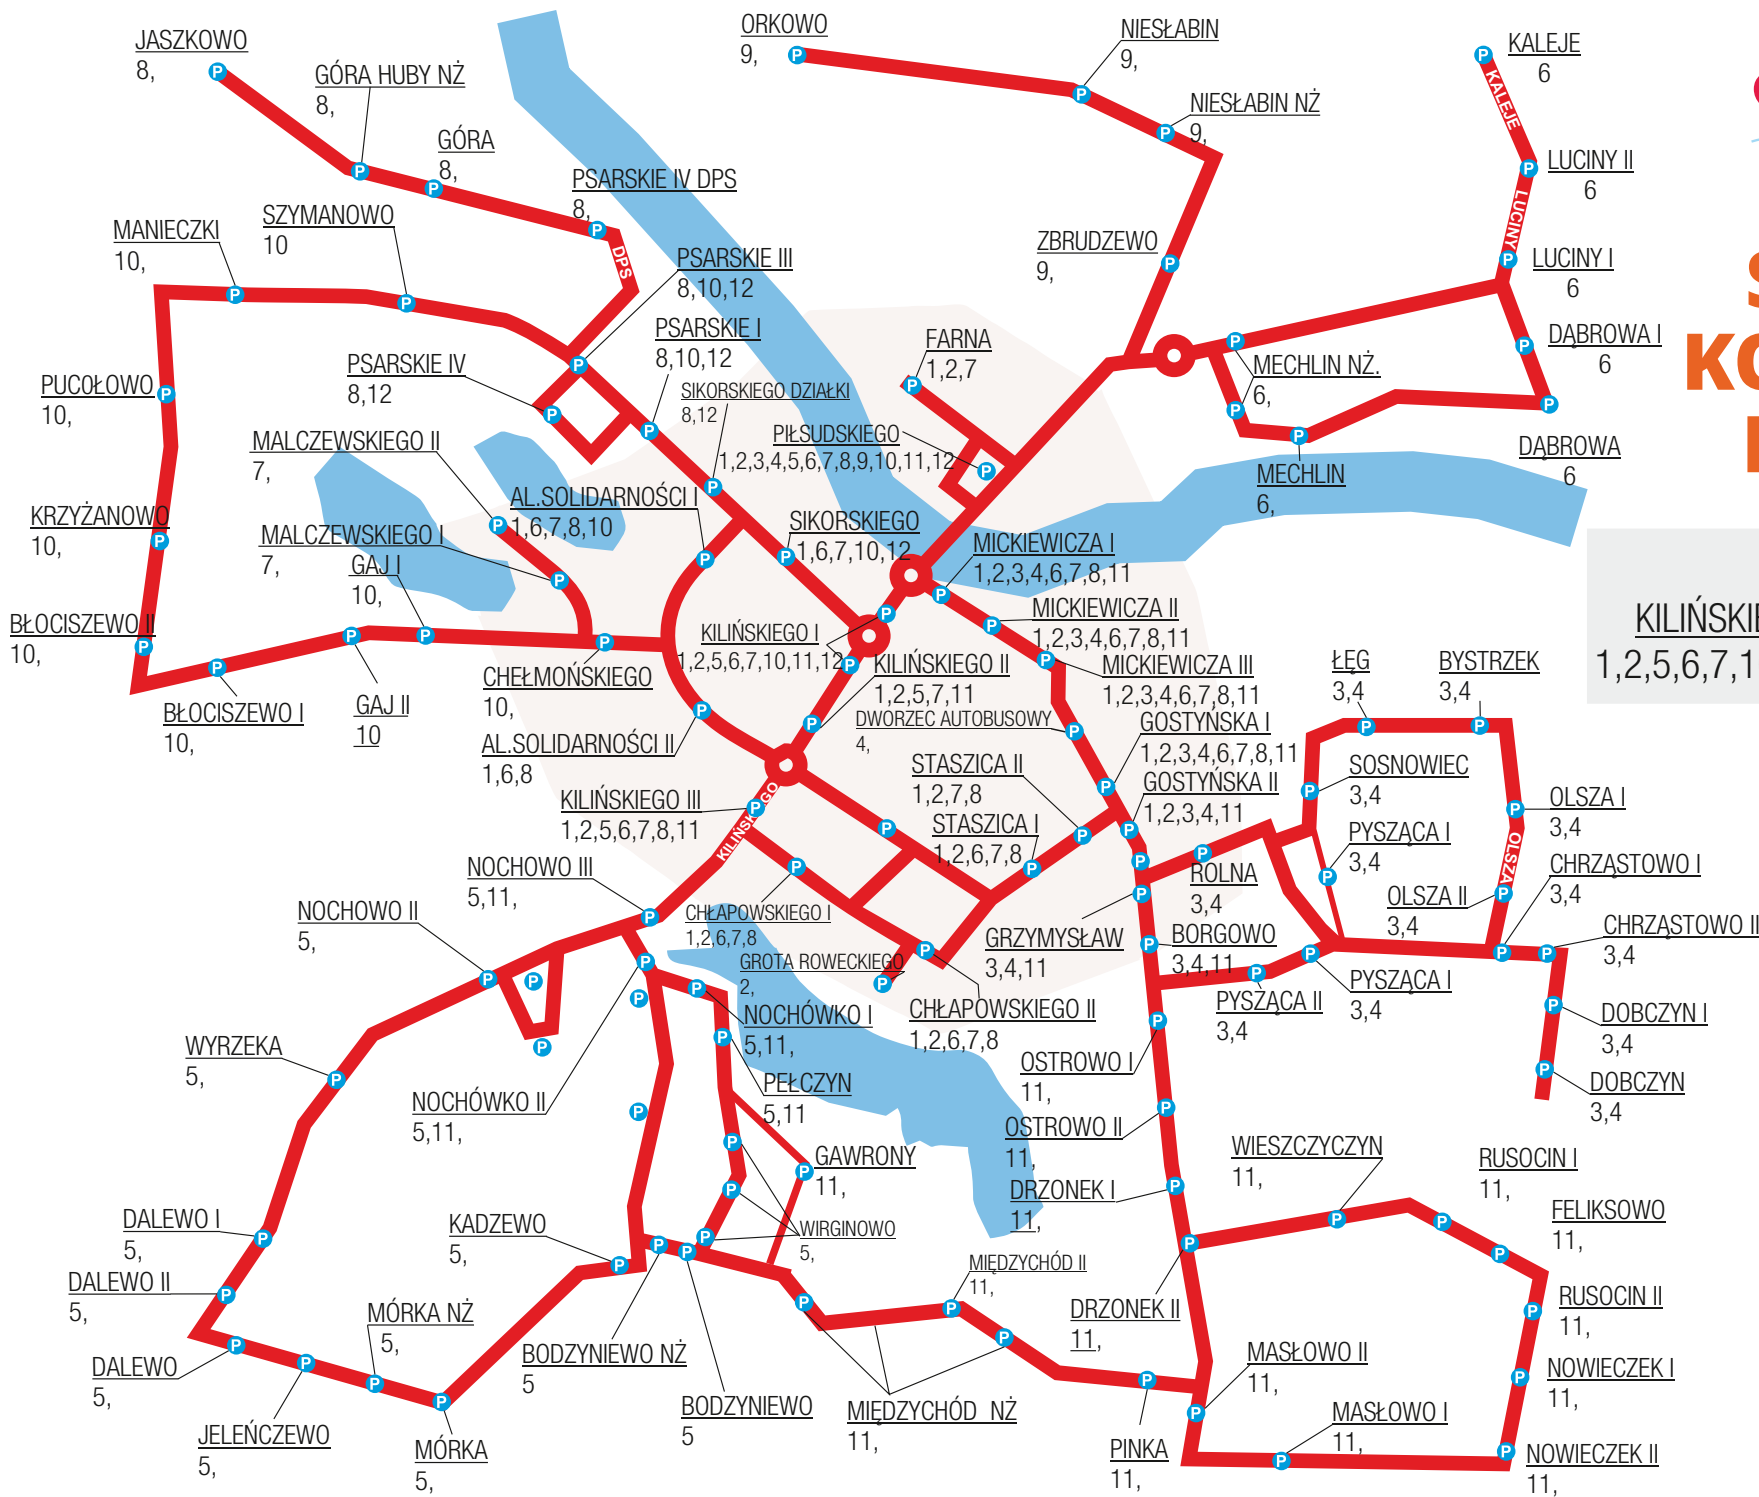 JASZKOWO
8,
GÓRA HUBY NŻ
8,
GÓRA
8,
PSARSKIE IV DPS
8,
DPS
MANIECZKI
10,
SZYMANOWO
10
PSARSKIE III
8,10,12
PSARSKIE I
8,10,12
PSARSKIE IV
8,12
SIKORSKIEGO DZIAŁKI
8,12
PUCOŁOWO
10,
MALCZEWSKIEGO II
7,
AL.SOLIDARNOŚCI I
1,6,7,8,10
KRZYŻANOWO
10,
MALCZEWSKIEGO I
7,
GAJ I
10,
SIKORSKIEGO
1,6,7,10,12
BŁOCISZEWO II
10,
BŁOCISZEWO I
10,
GAJ II
10
CHEŁMOŃSKIEGO
10,
AL.SOLIDARNOŚCI II
1,6,8
ORKOWO
9,
NIESŁABIN
9,
NIESŁABIN NŻ
9,
ZBRUDZEWO
9,
KALEJE
6
KALEJE
LUCINY II
6
LUCINY
LUCINY I
6
DĄBROWA I
6
DĄBROWA
6
MECHLIN NŻ.
6,
MECHLIN
6,
FARNA
1,2,7
PIŁSUDSKIEGO
1,2,3,4,5,6,7,8,9,10,11,12
MICKIEWICZA I
1,2,3,4,6,7,8,11
MICKIEWICZA II
1,2,3,4,6,7,8,11
MICKIEWICZA III
1,2,3,4,6,7,8,11
KILIŃSKIEGO I
1,2,5,6,7,10,11,12
KILIŃSKIEGO II
1,2,5,7,11
DWORZEC AUTOBUSOWY
4,
GOSTYŃSKA I
1,2,3,4,6,7,8,11
GOSTYŃSKA II
1,2,3,4,11
STASZICA II
1,2,7,8
STASZICA I
1,2,6,7,8
KILIŃSKIEGO III
1,2,5,6,7,8,11
CHŁAPOWSKIEGO I
1,2,6,7,8
GROTA ROWECKIEGO
2,
CHŁAPOWSKIEGO II
1,2,6,7,8
KILIŃSKIE
1,2,5,6,7,1
ŁĘG
3,4
BYSTRZEK
3,4
SOSNOWIEC
3,4
OLSZA I
3,4
OLSZA
PYSZĄCA I
3,4
OLSZA II
3,4
CHRZĄSTOWO I
3,4
CHRZĄSTOWO II
3,4
ROLNA
3,4
GRZYMYSŁAW
3,4,11
BORGOWO
3,4,11
PYSZĄCA II
3,4
PYSZĄCA I
3,4
DOBCZYN I
3,4
DOBCZYN
3,4
NOCHOWO III
5,11,
NOCHOWO II
5,
WYRZEKA
5,
NOCHÓWKO II
5,11,
NOCHÓWKO I
5,11,
PEŁCZYN
5,11
GAWRONY
11,
WIRGINOWO
5,
DALEWO I
5,
DALEWO II
5,
DALEWO
5,
JELEŃCZEWO
5,
MÓRKA NŻ
5,
MÓRKA
5,
KADZEWO
5,
BODZYNIEWO NŻ
5
BODZYNIEWO
5
MIĘDZYCHÓD II
11,
MIĘDZYCHÓD NŻ
11,
OSTROWO I
11,
OSTROWO II
11,
DRZONEK I
11,
DRZONEK II
11,
WIESZCZYCZYN
11,
RUSOCIN I
11,
FELIKSOWO
11,
RUSOCIN II
11,
NOWIECZEK I
11,
NOWIECZEK II
11,
MASŁOWO II
11,
MASŁOWO I
11,
PINKA
11,